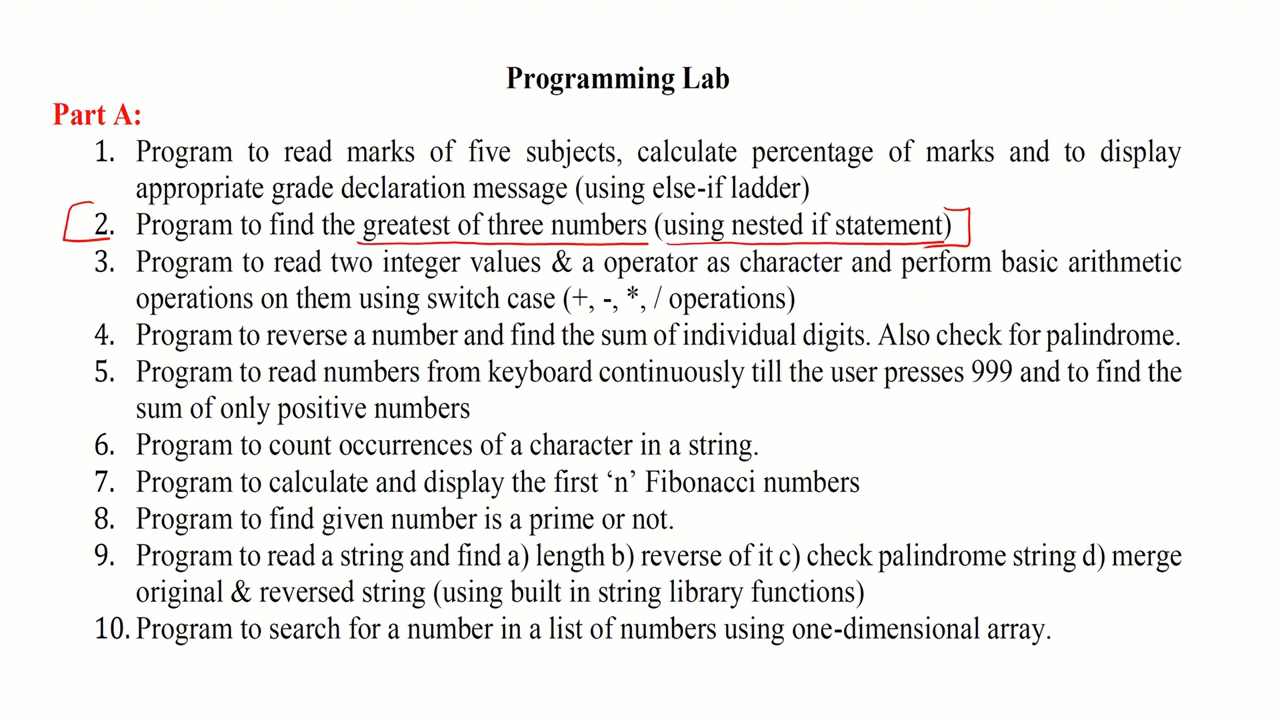 Programming Lab
Part A:
1. Program to read marks of five subjects, calculate percentage of marks and to display
appropriate grade declaration message (using else-if ladder)
2. Program to find the greatest of three numbers (using nested if statement)
3. Program to read two integer values & a operator as character and perform basic arithmetic
operations on them using switch case (+, -, *, / operations)
4. Program to reverse a number and find the sum of individual digits. Also check for palindrome.
5. Program to read numbers from keyboard continuously till the user presses 999 and to find the
sum of only positive numbers
6. Program to count occurrences of a character in a string.
7. Program to calculate and display the first ‘n’ Fibonacci numbers
8. Program to find given number is a prime or not.
9. Program to read a string and find a) length b) reverse of it c) check palindrome string d) merge
original & reversed string (using built in string library functions)
10. Program to search for a number in a list of numbers using one-dimensional array.